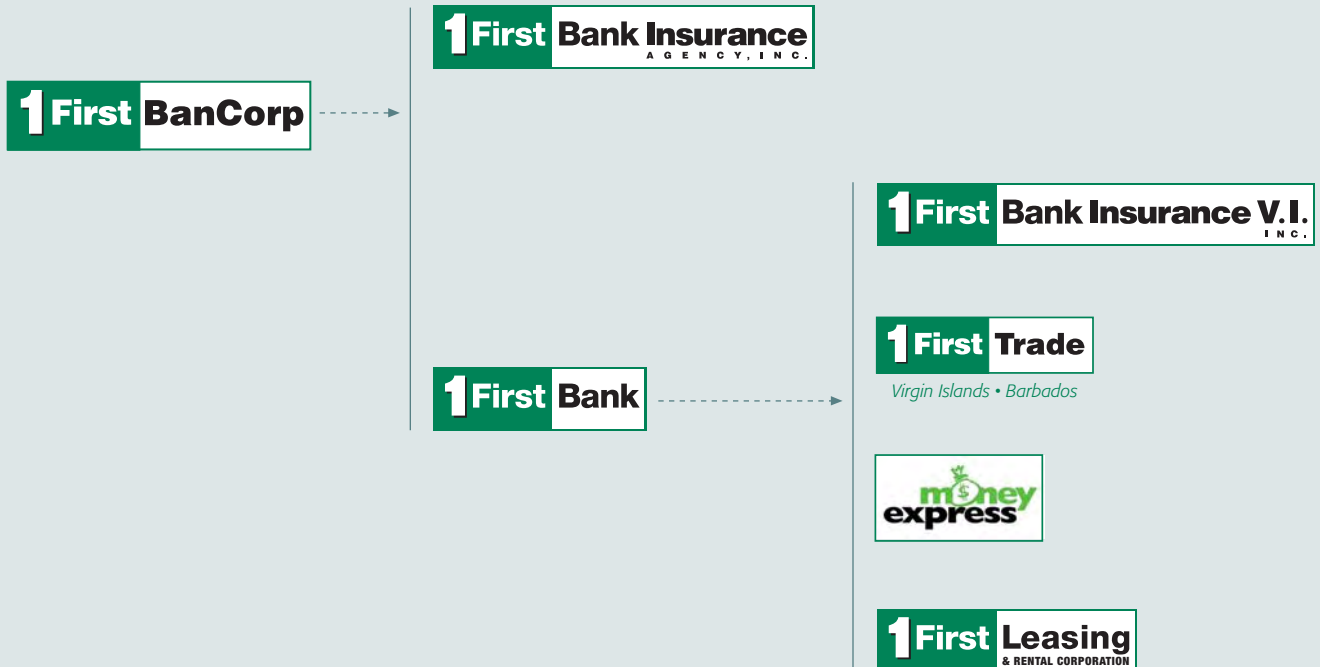 1 First Bank Insurance
AGENCY, INC.
1 First BanCorp
1 First Bank Insurance V.I.
INC.
1 First Trade
Virgin Islands • Barbados
1 First Bank
money
express
1 First Leasing
& RENTAL CORPORATION